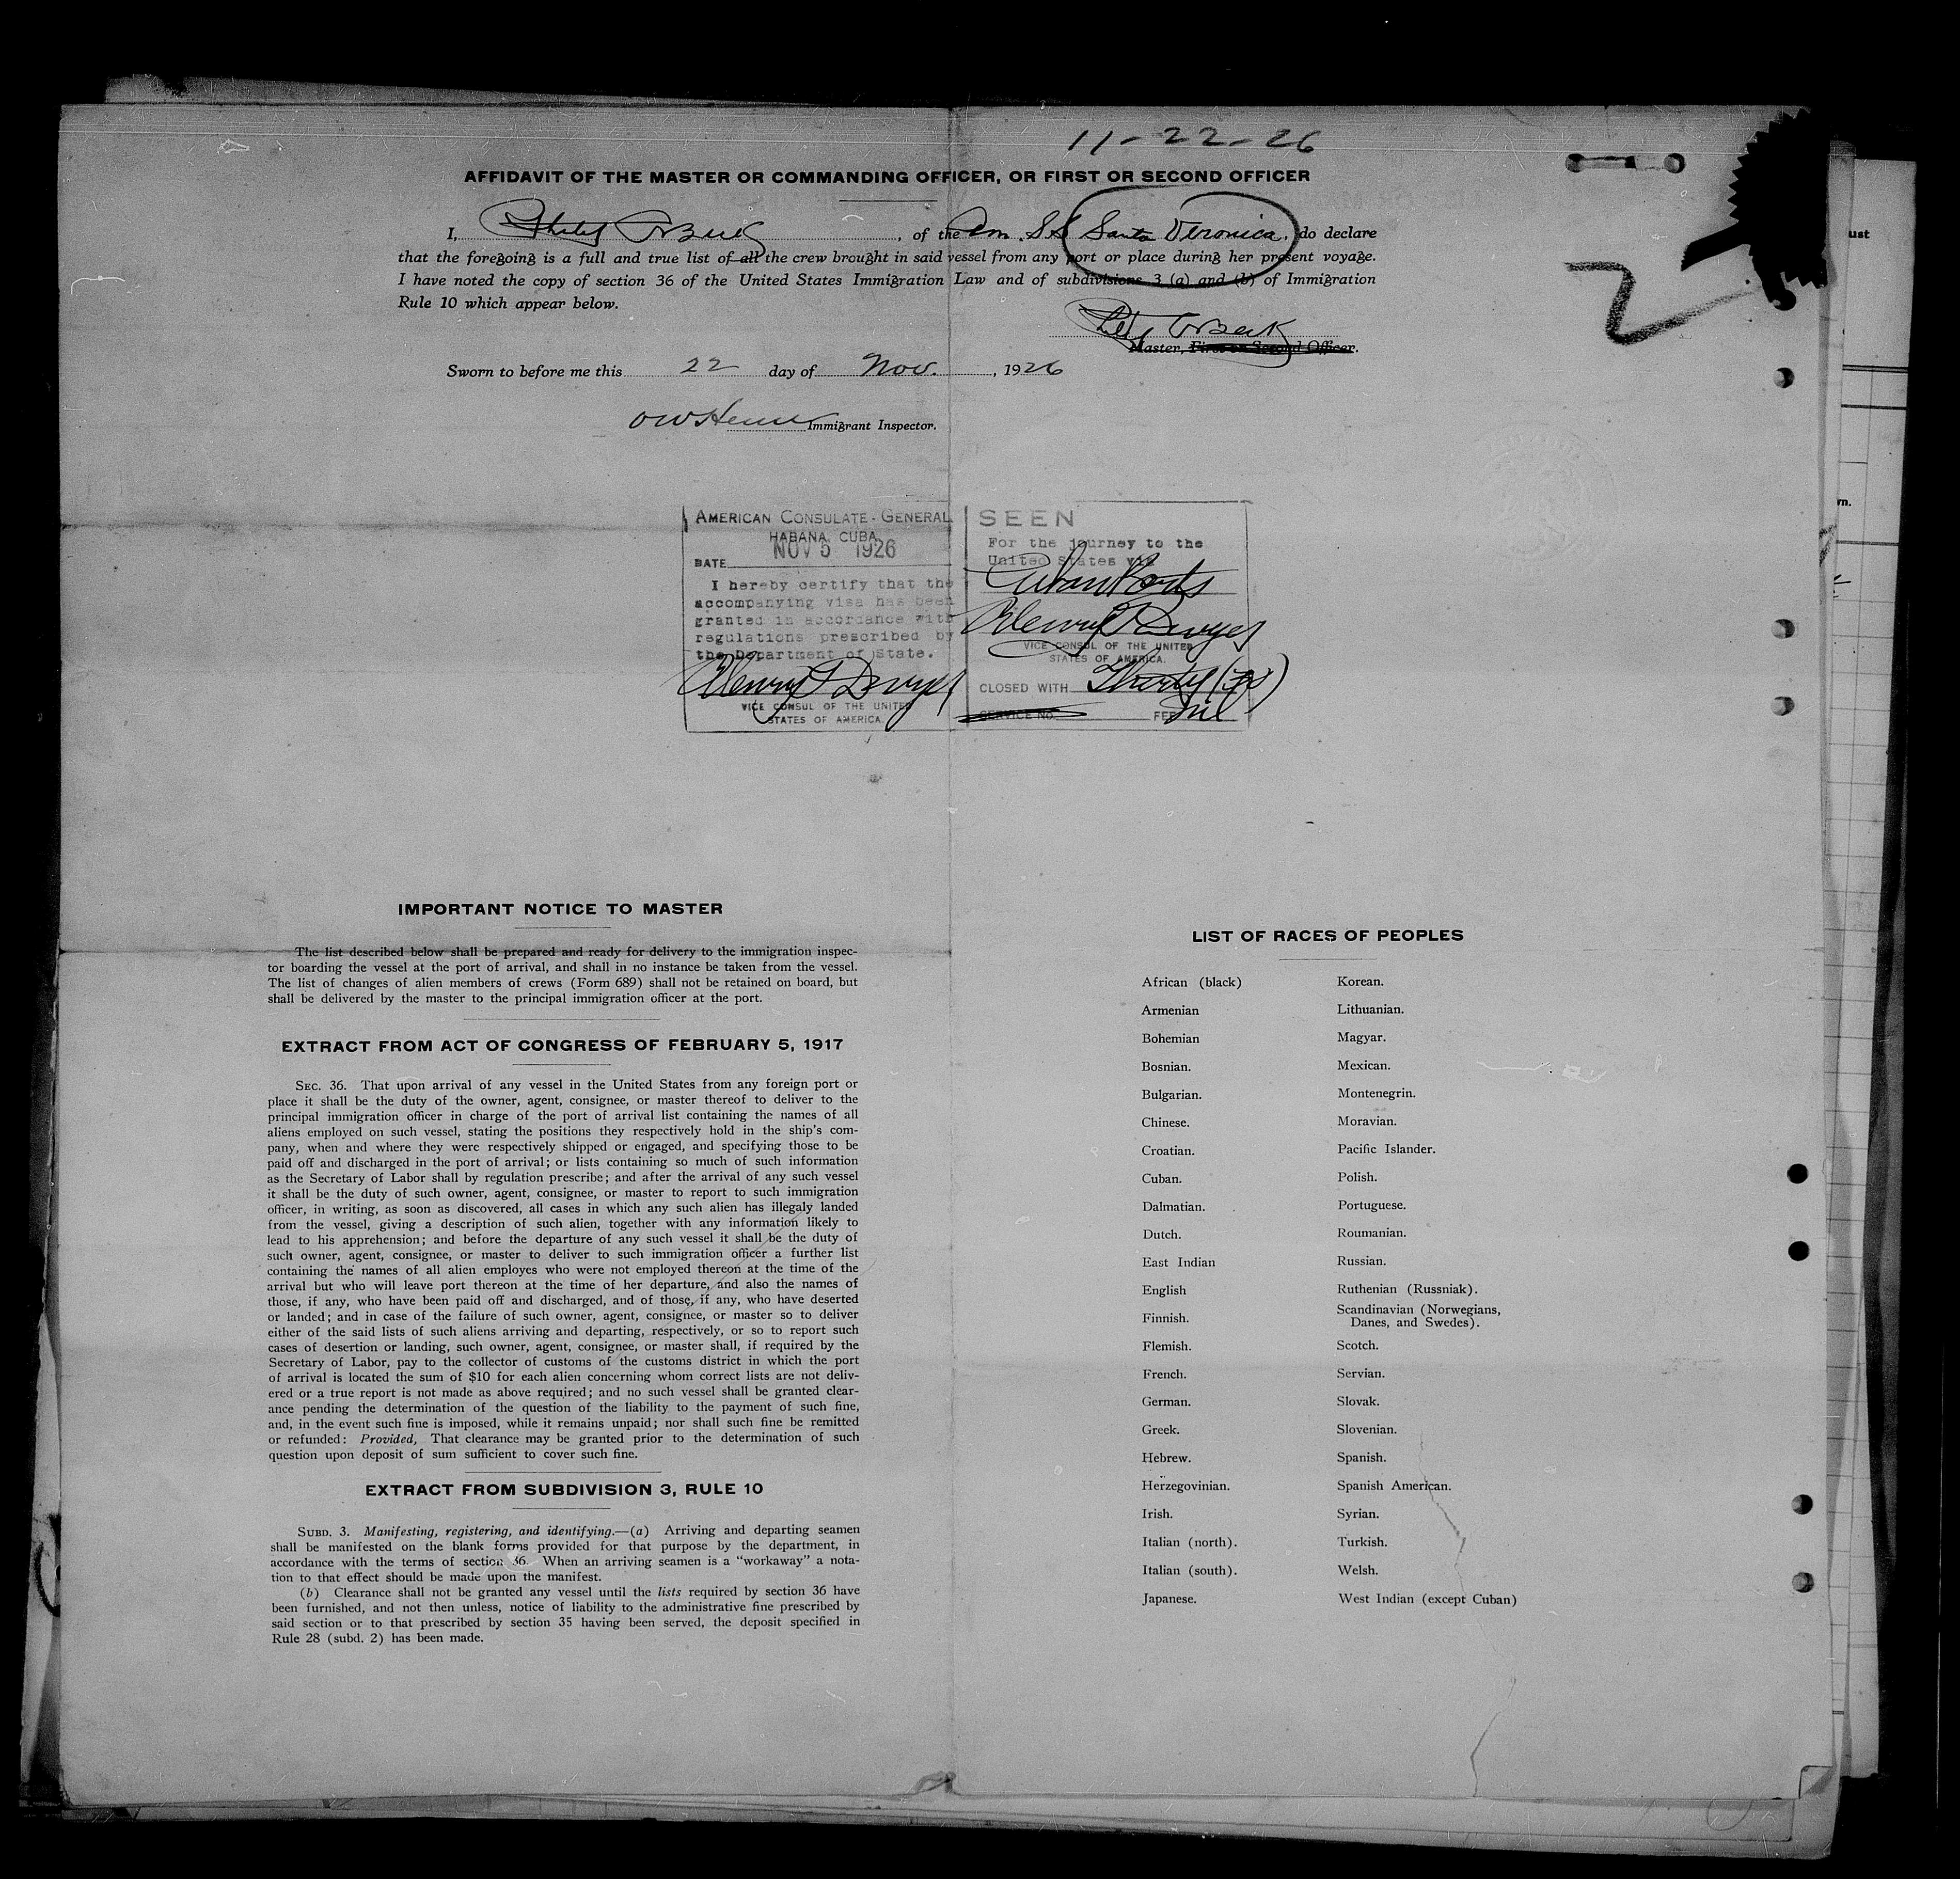 11-22-26
AFFIDAVIT OF THE MASTER OR COMMANDING OFFICER, OR FIRST OR SECOND OFFICER
I, Beck, of the Am. S.S. Santa Veronica, do declare
that the foregoing is a full and true list of all the crew brought in said vessel from any port or place during her present voyage.
I have noted the copy of section 36 of the United States Immigration Law and of subdivisions 3 (a) and (b) of Immigration
Rule 10 which appear below.
Beck
Master, First or Second Officer.
Sworn to before me this 22 day of Nov., 1926
Immigrant Inspector.
AMERICAN CONSULATE-GENERAL
HABANA, CUBA.
DATE NOV 5 1926
I hereby certify that the
accompanying visa has been
granted in accordance with
regulations prescribed by
the Department of State.
Henry T Dwyer
VICE CONSUL OF THE UNITED
STATES OF AMERICA.
SEEN
For the journey to the
United States via
Cuban Ports
Henry T Dwyer
VICE CONSUL OF THE UNITED
STATES OF AMERICA.
CLOSED WITH Thirty (30)
SERVICE NO. FEE Nil
IMPORTANT NOTICE TO MASTER
The list described below shall be prepared and ready for delivery to the immigration inspec-
tor boarding the vessel at the port of arrival, and shall in no instance be taken from the vessel.
The list of changes of alien members of crews (Form 689) shall not be retained on board, but
shall be delivered by the master to the principal immigration officer at the port.
EXTRACT FROM ACT OF CONGRESS OF FEBRUARY 5, 1917
SEC. 36. That upon arrival of any vessel in the United States from any foreign port or
place it shall be the duty of the owner, agent, consignee, or master thereof to deliver to the
principal immigration officer in charge of the port of arrival list containing the names of all
aliens employed on such vessel, stating the positions they respectively hold in the ship's com-
pany, when and where they were respectively shipped or engaged, and specifying those to be
paid off and discharged in the port of arrival; or lists containing so much of such information
as the Secretary of Labor shall by regulation prescribe; and after the arrival of any such vessel
it shall be the duty of such owner, agent, consignee, or master to report to such immigration
officer, in writing, as soon as discovered, all cases in which any such alien has illegaly landed
from the vessel, giving a description of such alien, together with any information likely to
lead to his apprehension; and before the departure of any such vessel it shall be the duty of
such owner, agent, consignee, or master to deliver to such immigration officer a further list
containing the names of all alien employes who were not employed thereon at the time of the
arrival but who will leave port thereon at the time of her departure, and also the names of
those, if any, who have been paid off and discharged, and of those, if any, who have deserted
or landed; and in case of the failure of such owner, agent, consignee, or master so to deliver
either of the said lists of such aliens arriving and departing, respectively, or so to report such
cases of desertion or landing, such owner, agent, consignee, or master shall, if required by the
Secretary of Labor, pay to the collector of customs of the customs district in which the port
of arrival is located the sum of $10 for each alien concerning whom correct lists are not deliv-
ered or a true report is not made as above required; and no such vessel shall be granted clear-
ance pending the determination of the question of the liability to the payment of such fine,
and, in the event such fine is imposed, while it remains unpaid; nor shall such fine be remitted
or refunded: Provided, That clearance may be granted prior to the determination of such
question upon deposit of sum sufficient to cover such fine.
EXTRACT FROM SUBDIVISION 3, RULE 10
SUBD. 3. Manifesting, registering, and identifying.—(a) Arriving and departing seamen
shall be manifested on the blank forms provided for that purpose by the department, in
accordance with the terms of section 36. When an arriving seamen is a "workaway" a nota-
tion to that effect should be made upon the manifest.
(b) Clearance shall not be granted any vessel until the lists required by section 36 have
been furnished, and not then unless, notice of liability to the administrative fine prescribed by
said section or to that prescribed by section 35 having been served, the deposit specified in
Rule 28 (subd. 2) has been made.
LIST OF RACES OF PEOPLES
African (black)
Armenian
Bohemian
Bosnian.
Bulgarian.
Chinese.
Croatian.
Cuban.
Dalmatian.
Dutch.
East Indian
English
Finnish.
Flemish.
French.
German.
Greek.
Hebrew.
Herzegovinian.
Irish.
Italian (north).
Italian (south).
Japanese.
Korean.
Lithuanian.
Magyar.
Mexican.
Montenegrin.
Moravian.
Pacific Islander.
Polish.
Portuguese.
Roumanian.
Russian.
Ruthenian (Russniak).
Scandinavian (Norwegians,
Danes, and Swedes).
Scotch.
Servian.
Slovak.
Slovenian.
Spanish.
Spanish American.
Syrian.
Turkish.
Welsh.
West Indian (except Cuban)